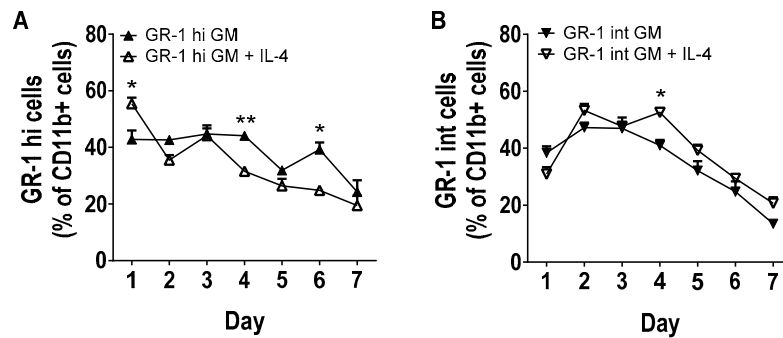 A
GR-1 hi GM
GR-1 hi GM + IL-4
GR-1 hi cells
(% of CD11b+ cells)
80
60
40
20
0
*
**
*
1 2 3 4 5 6 7
Day
B
GR-1 int GM
GR-1 int GM + IL-4
GR-1 int cells
(% of CD11b+ cells)
80
60
40
20
0
*
1 2 3 4 5 6 7
Day